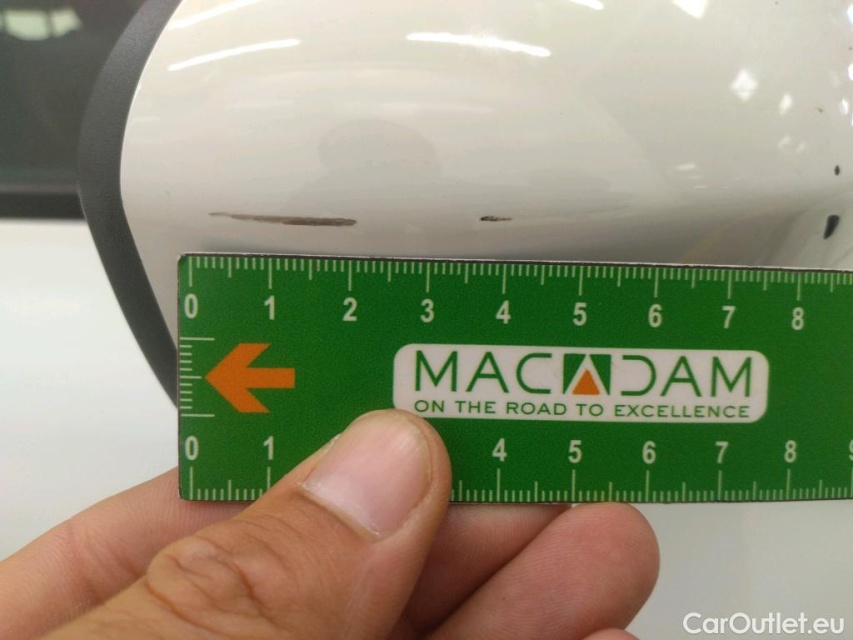 0 1 2 3 4 5 6 7 8
MACADAM
ON THE ROAD TO EXCELLENCE
0 1 4 5 6 7 8
CarOutlet.eu